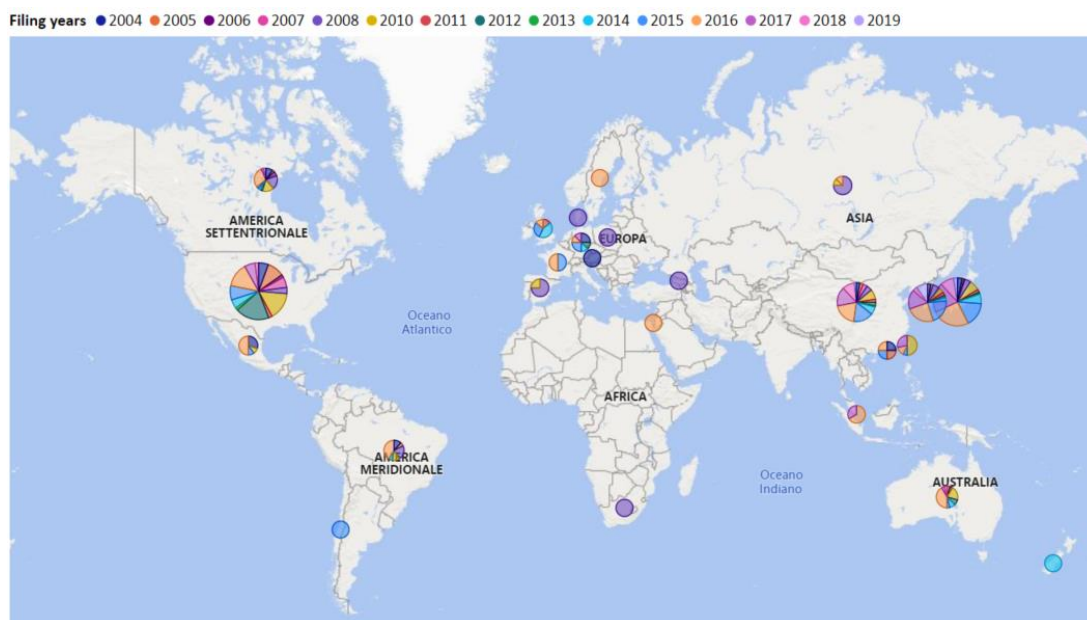 Filing years 2004 2005 2006 2007 2008 2010 2011 2012 2013 2014 2015 2016 2017 2018 2019
AMERICA
SETTENTRIONALE
EUROPA
ASIA
Oceano
Atlantico
AFRICA
AMERICA
MERIDIONALE
Oceano
Indiano
AUSTRALIA